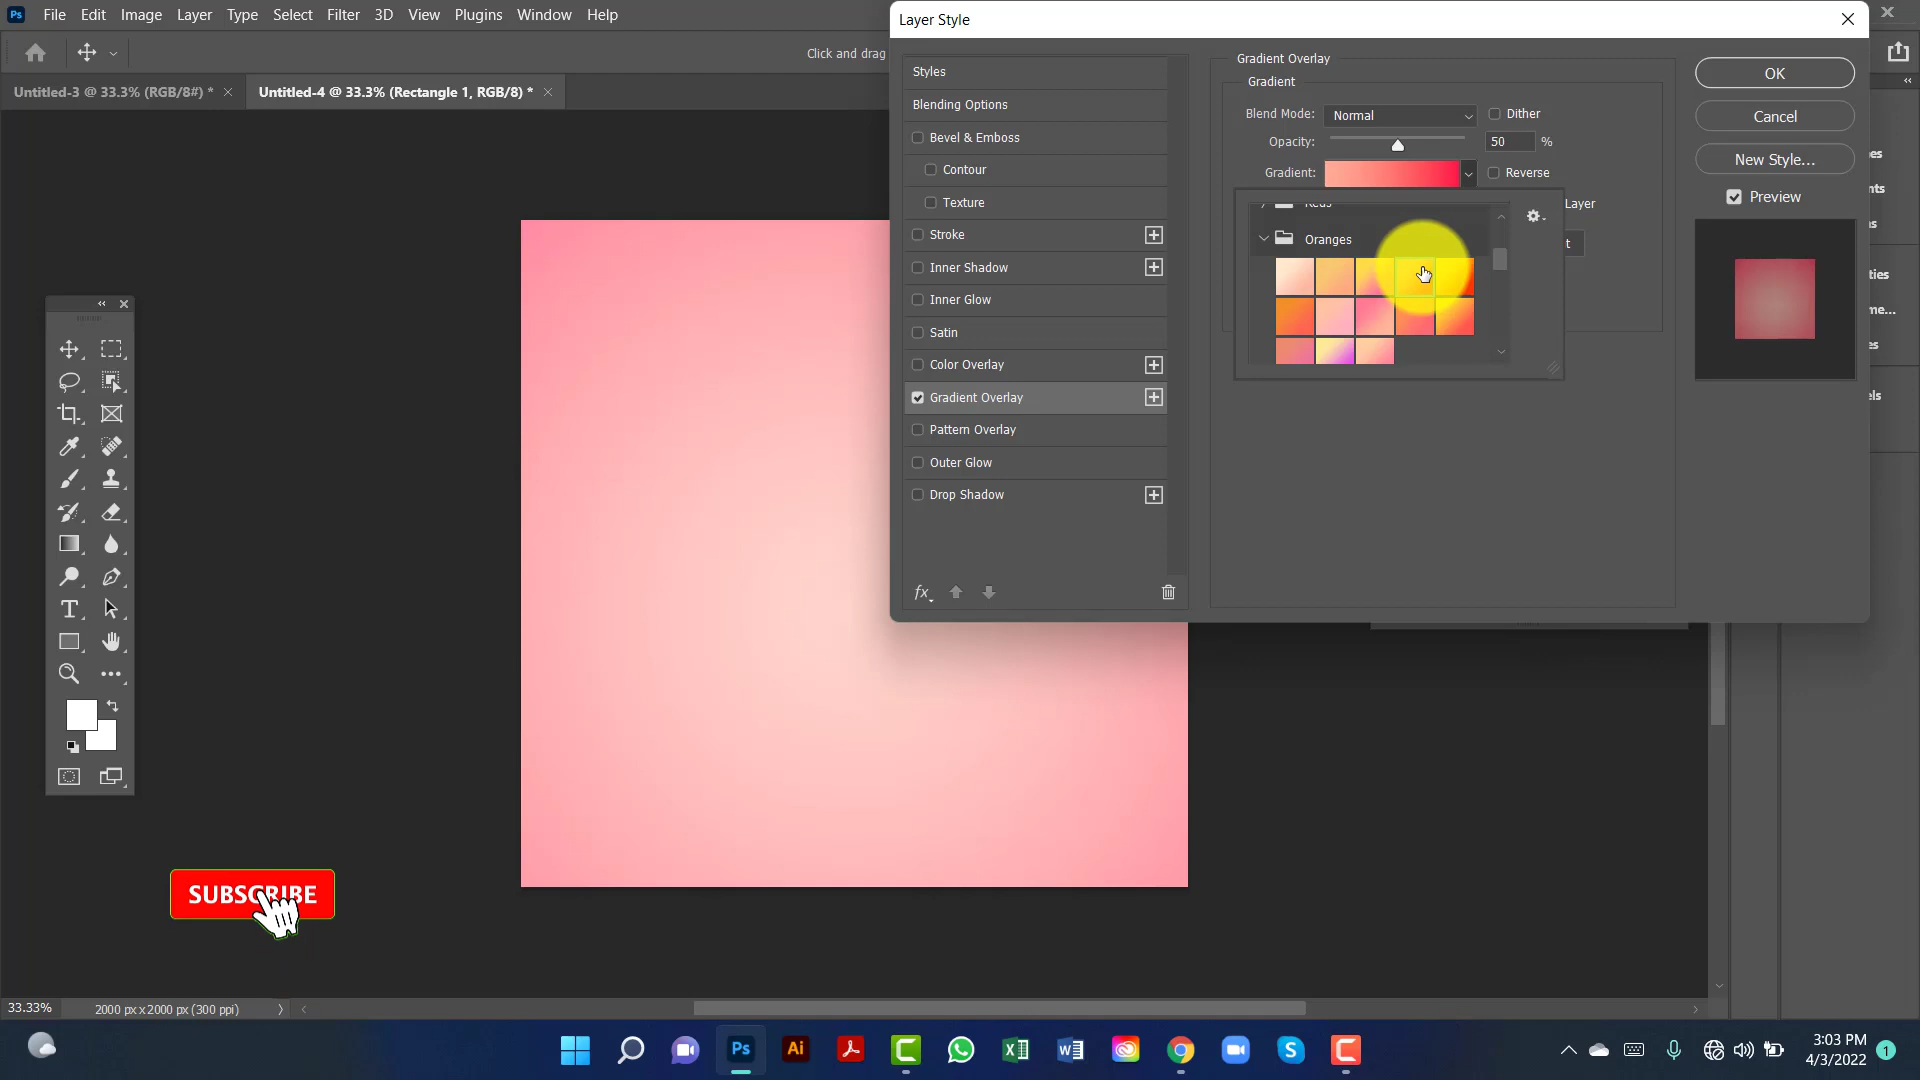 Ps File Edit Image Layer Type Select Filter 3D View Plugins Window Help
Layer Style
Click and drag
Untitled-3 @ 33.3% (RGB/8#) *
Untitled-4 @ 33.3% (Rectangle 1, RGB/8) *
Styles
Blending Options
Bevel & Emboss
Contour
Texture
Stroke
Inner Shadow
Inner Glow
Satin
Color Overlay
Gradient Overlay
Pattern Overlay
Outer Glow
Drop Shadow
fx
Gradient Overlay
Gradient
Blend Mode: Normal Dither
Opacity: 50 %
Gradient: Reverse
Layer
Reds
Oranges
OK
Cancel
New Style...
Preview
T
SUBSCRIBE
33.33% 2000 px x 2000 px (300 ppi)
Ps Ai
3:03 PM
4/3/2022
1